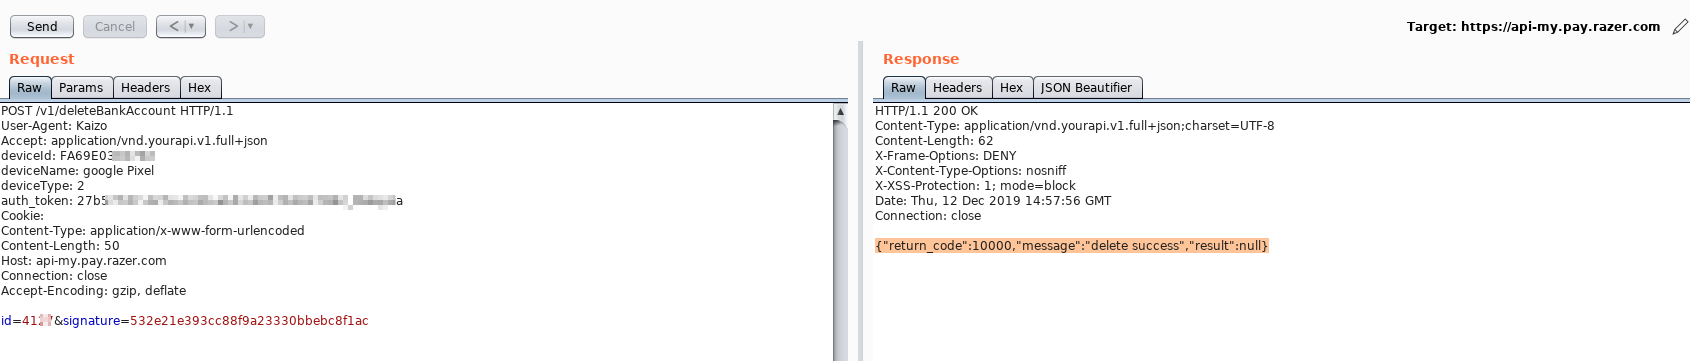 Send Cancel < > Target: https://api-my.pay.razer.com
Request
Raw Params Headers Hex
POST /v1/deleteBankAccount HTTP/1.1
User-Agent: Kaizo
Accept: application/vnd.yourapi.v1.full+json
deviceId: FA69E03
deviceName: google Pixel
deviceType: 2
auth_token: 27b5 a
Cookie:
Content-Type: application/x-www-form-urlencoded
Content-Length: 50
Host: api-my.pay.razer.com
Connection: close
Accept-Encoding: gzip, deflate
id=41 &signature=532e21e393cc88f9a23330bbebc8f1ac
Response
Raw Headers Hex JSON Beautifier
HTTP/1.1 200 OK
Content-Type: application/vnd.yourapi.v1.full+json;charset=UTF-8
Content-Length: 62
X-Frame-Options: DENY
X-Content-Type-Options: nosniff
X-XSS-Protection: 1; mode=block
Date: Thu, 12 Dec 2019 14:57:56 GMT
Connection: close
{"return_code":10000,"message":"delete success","result":null}